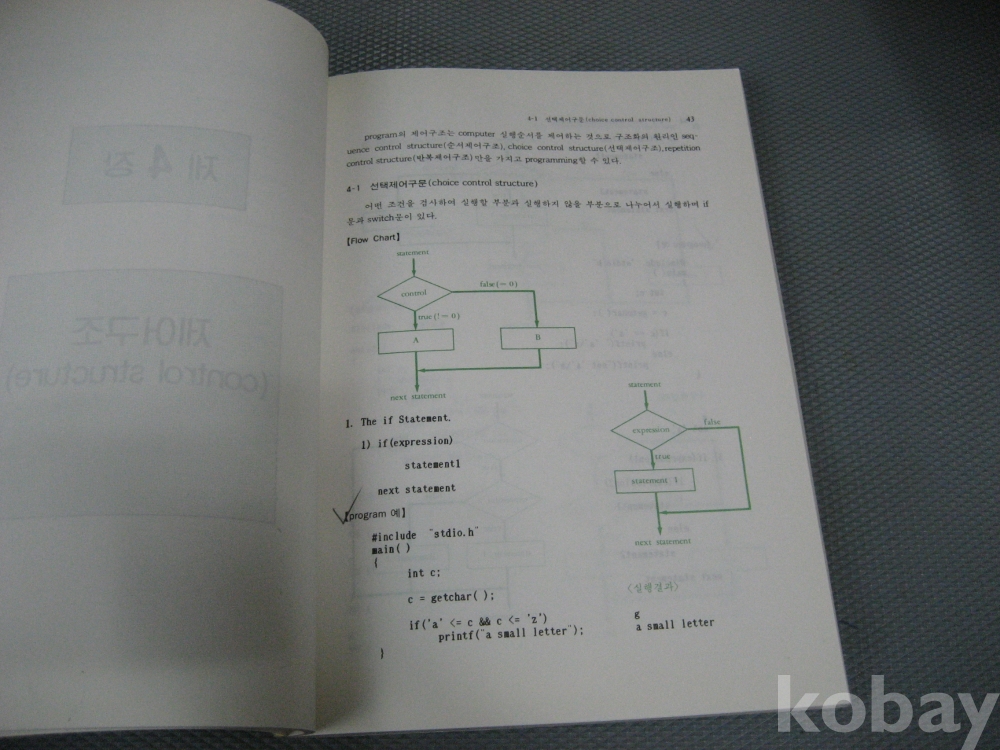 4-1 선택제어구문(choice control structure) 43
program의 제어구조는 computer 실행순서를 제어하는 것으로 구조화의 원리인 seq-
uence control structure(순서제어구조), choice control structure(선택제어구조), repetition
control structure(반복제어구조)만을 가지고 programming할 수 있다.
4-1 선택제어구문(choice control structure)
어떤 조건을 검사하여 실행할 부분과 실행하지 않을 부분으로 나누어서 실행하며
문과 switch문이 있다.
【Flow Chart】
statement
control
false(=0)
true(!=0)
A
B
next statement
1. The if Statement.
1) if(expression)
statement1
next statement
statement
expression
false
true
statement 1
next statement
【program 예】
#include "stdio.h"
main( )
{
int c;
c = getchar( );
if('a' <= c && c <= 'z')
printf("a small letter");
}
<실행결과>
g
a small letter
제 4 장
제어구조
(control structure)
kobay